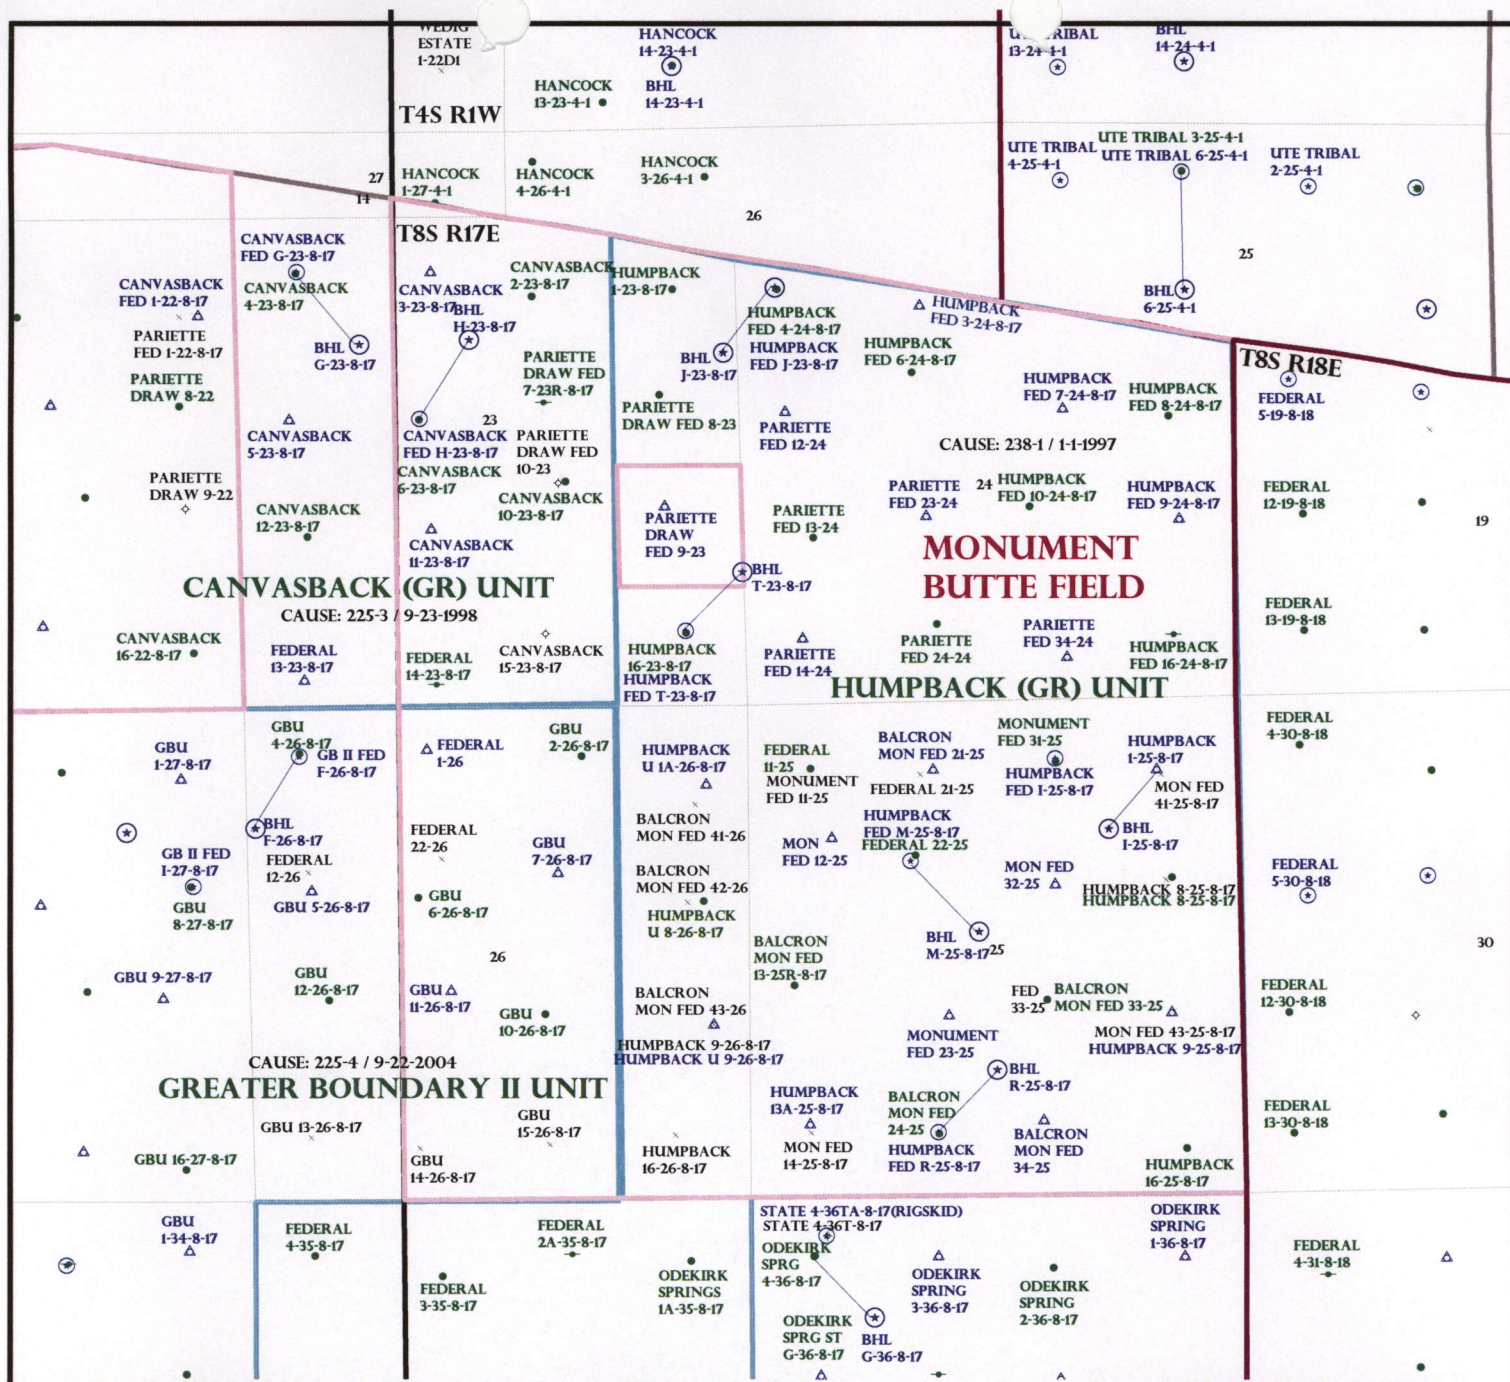 WEDIG
ESTATE
1-22D1
HANCOCK
14-23-4-1
BHL
14-23-4-1
HANCOCK
13-23-4-1
UTE TRIBAL
13-24-4-1
BHL
14-24-4-1
T4S R1W
UTE TRIBAL
4-25-4-1
UTE TRIBAL 3-25-4-1
UTE TRIBAL 6-25-4-1
UTE TRIBAL
2-25-4-1
27
14
HANCOCK
1-27-4-1
HANCOCK
4-26-4-1
HANCOCK
3-26-4-1
26
25
BHL
6-25-4-1
T8S R17E
CANVASBACK
FED G-23-8-17
CANVASBACK
4-23-8-17
CANVASBACK
FED 1-22-8-17
PARIETTE
FED 1-22-8-17
PARIETTE
DRAW 8-22
BHL
G-23-8-17
CANVASBACK
3-23-8-17
BHL
H-23-8-17
CANVASBACK
2-23-8-17
HUMPBACK
1-23-8-17
HUMPBACK
FED 4-24-8-17
HUMPBACK
FED J-23-8-17
BHL
J-23-8-17
HUMPBACK
FED 3-24-8-17
HUMPBACK
FED 6-24-8-17
HUMPBACK
FED 7-24-8-17
HUMPBACK
FED 8-24-8-17
T8S R18E
FEDERAL
5-19-8-18
PARIETTE
DRAW FED
7-23R-8-17
PARIETTE
DRAW FED 8-23
PARIETTE
FED 12-24
CANVASBACK
5-23-8-17
23
CANVASBACK
FED H-23-8-17
CANVASBACK
6-23-8-17
PARIETTE
DRAW FED
10-23
CANVASBACK
10-23-8-17
CAUSE: 238-1 / 1-1-1997
PARIETTE
DRAW 9-22
CANVASBACK
12-23-8-17
CANVASBACK
11-23-8-17
PARIETTE
DRAW
FED 9-23
PARIETTE
FED 13-24
PARIETTE
FED 23-24
24
HUMPBACK
FED 10-24-8-17
HUMPBACK
FED 9-24-8-17
FEDERAL
12-19-8-18
19
MONUMENT
BUTTE FIELD
CANVASBACK (GR) UNIT
CAUSE: 225-3 / 9-23-1998
BHL
T-23-8-17
CANVASBACK
16-22-8-17
FEDERAL
13-23-8-17
FEDERAL
14-23-8-17
CANVASBACK
15-23-8-17
HUMPBACK
16-23-8-17
HUMPBACK
FED T-23-8-17
PARIETTE
FED 14-24
PARIETTE
FED 24-24
PARIETTE
FED 34-24
HUMPBACK
FED 16-24-8-17
FEDERAL
13-19-8-18
HUMPBACK (GR) UNIT
GBU
1-27-8-17
GBU
4-26-8-17
GB II FED
F-26-8-17
FEDERAL
1-26
GBU
2-26-8-17
HUMPBACK
U 1A-26-8-17
FEDERAL
11-25
MONUMENT
FED 11-25
BALCRON
MON FED 21-25
FEDERAL 21-25
MONUMENT
FED 31-25
HUMPBACK
FED I-25-8-17
HUMPBACK
1-25-8-17
MON FED
41-25-8-17
FEDERAL
4-30-8-18
BHL
F-26-8-17
GB II FED
I-27-8-17
GBU
8-27-8-17
FEDERAL
12-26
GBU 5-26-8-17
FEDERAL
22-26
GBU
7-26-8-17
BALCRON
MON FED 41-26
BALCRON
MON FED 42-26
HUMPBACK
U 8-26-8-17
MON
FED 12-25
HUMPBACK
FED M-25-8-17
FEDERAL 22-25
BHL
I-25-8-17
MON FED
32-25
HUMPBACK 8-25-8-17
HUMPBACK 8-25-8-17
FEDERAL
5-30-8-18
GBU
6-26-8-17
BHL
M-25-8-17
25
30
26
GBU 9-27-8-17
GBU
12-26-8-17
GBU
11-26-8-17
GBU
10-26-8-17
BALCRON
MON FED
13-25R-8-17
BALCRON
MON FED 43-26
HUMPBACK 9-26-8-17
HUMPBACK U 9-26-8-17
FED
33-25
BALCRON
MON FED 33-25
MONUMENT
FED 23-25
MON FED 43-25-8-17
HUMPBACK 9-25-8-17
FEDERAL
12-30-8-18
CAUSE: 225-4 / 9-22-2004
GREATER BOUNDARY II UNIT
BHL
R-25-8-17
HUMPBACK
13A-25-8-17
MON FED
14-25-8-17
BALCRON
MON FED
24-25
HUMPBACK
FED R-25-8-17
BALCRON
MON FED
34-25
HUMPBACK
16-25-8-17
FEDERAL
13-30-8-18
GBU 16-27-8-17
GBU 13-26-8-17
GBU
14-26-8-17
GBU
15-26-8-17
HUMPBACK
16-26-8-17
GBU
1-34-8-17
FEDERAL
4-35-8-17
FEDERAL
3-35-8-17
FEDERAL
2A-35-8-17
ODEKIRK
SPRINGS
1A-35-8-17
STATE 4-36TA-8-17(RIGSKID)
STATE 4-36T-8-17
ODEKIRK
SPRG
4-36-8-17
ODEKIRK
SPRG ST
G-36-8-17
BHL
G-36-8-17
ODEKIRK
SPRING
3-36-8-17
ODEKIRK
SPRING
2-36-8-17
ODEKIRK
SPRING
1-36-8-17
FEDERAL
4-31-8-18